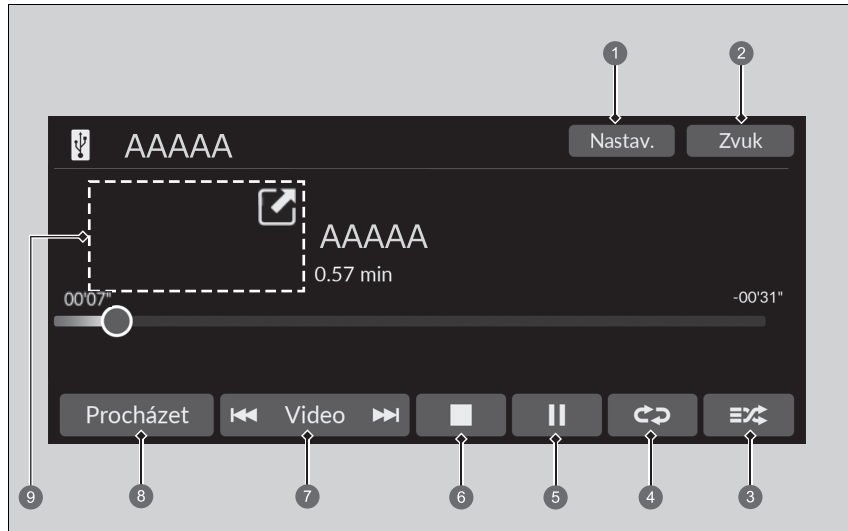 1 2
AAAAA Nastav. Zvuk
AAAAA
0.57 min
00'07" -00'31"
Procházet Video
9 8 7 6 5 4 3